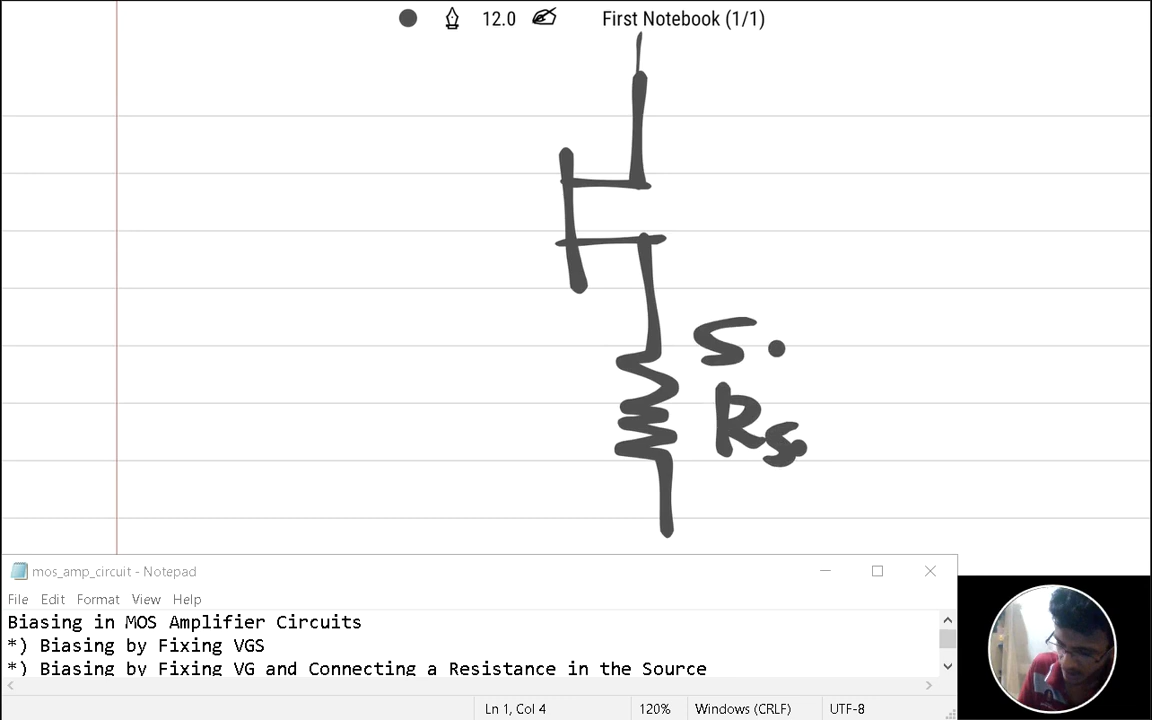 12.0 First Notebook (1/1)
S.
Rs.
mos_amp_circuit - Notepad
File Edit Format View Help
Biasing in MOS Amplifier Circuits
*) Biasing by Fixing VGS
*) Biasing by Fixing VG and Connecting a Resistance in the Source
Ln 1, Col 4 120% Windows (CRLF) UTF-8